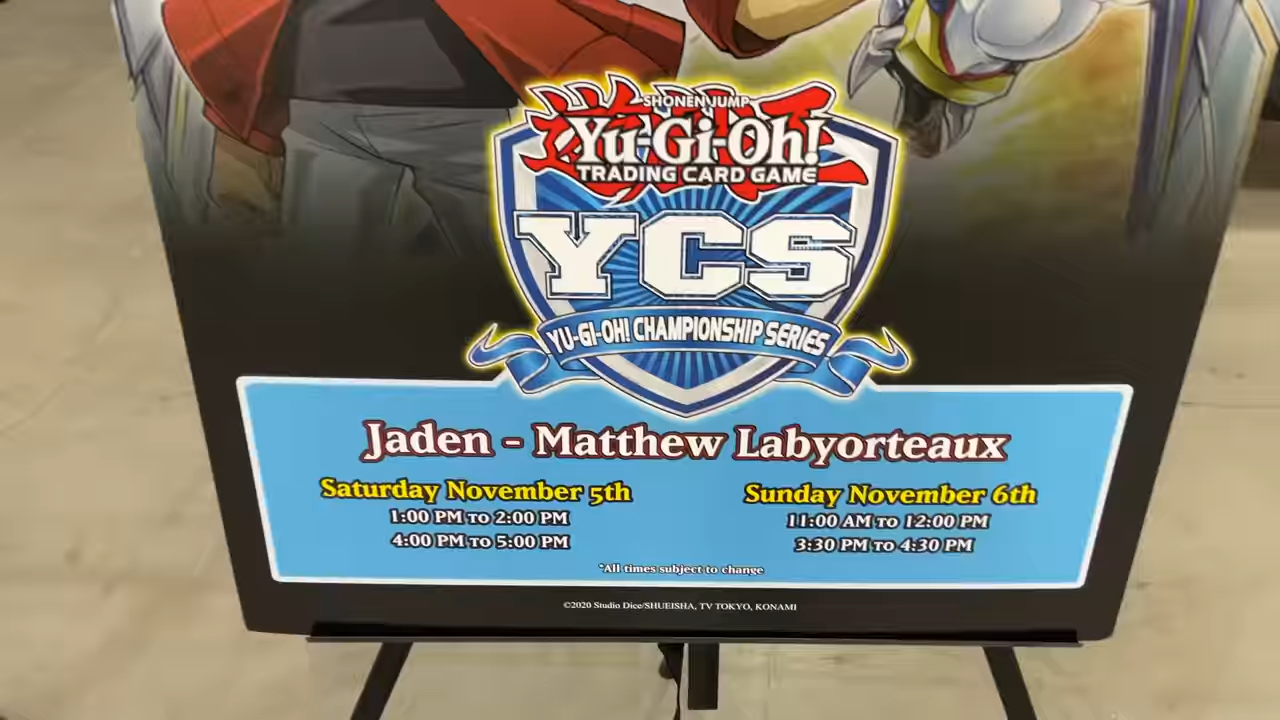 SHONEN JUMP
Yu-Gi-Oh!
TRADING CARD GAME
YCS
YU-GI-OH! CHAMPIONSHIP SERIES
Jaden - Matthew Labyorteaux
Saturday November 5th
1:00 PM TO 2:00 PM
4:00 PM TO 5:00 PM
Sunday November 6th
11:00 AM TO 12:00 PM
3:30 PM TO 4:30 PM
*All times subject to change
©2020 Studio Dice/SHUEISHA, TV TOKYO, KONAMI